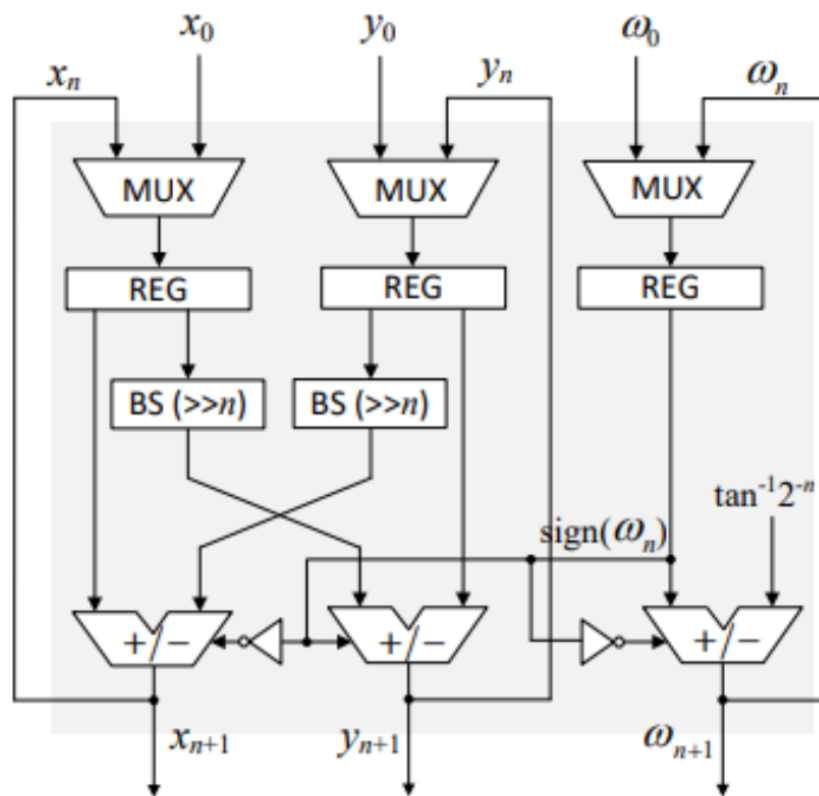 x₀ y₀ ω₀
xₙ yₙ ωₙ
MUX MUX MUX
REG REG REG
BS (>>n) BS (>>n)
tan⁻¹2⁻ⁿ
sign(ωₙ)
+/− +/− +/−
xₙ₊₁ yₙ₊₁ ωₙ₊₁